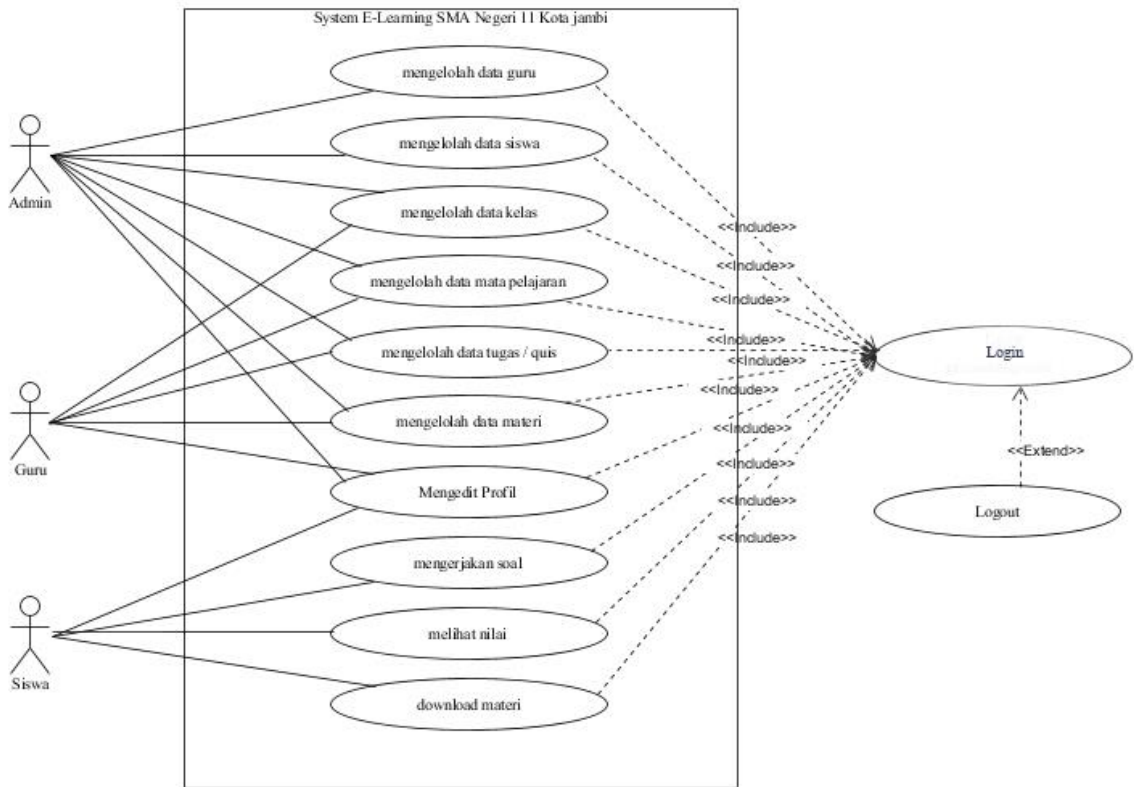 System E-Learning SMA Negeri 11 Kota jambi
mengelolah data guru
mengelolah data siswa
Admin
mengelolah data kelas
<<Include>>
<<Include>>
mengelolah data mata pelajaran
<<Include>>
<<Include>>
mengelolah data tugas / quis
Login
<<Include>>
<<Include>>
mengelolah data materi
<<Include>>
Guru
<<Extend>>
<<Include>>
Mengedit Profil
<<Include>>
Logout
<<Include>>
mengerjakan soal
melihat nilai
Siswa
download materi